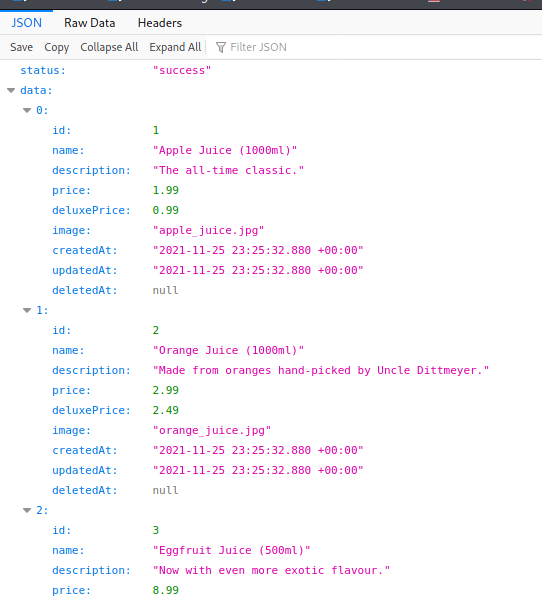 JSON Raw Data Headers
Save Copy Collapse All Expand All Filter JSON
status: "success"
data:
0:
id: 1
name: "Apple Juice (1000ml)"
description: "The all-time classic."
price: 1.99
deluxePrice: 0.99
image: "apple_juice.jpg"
createdAt: "2021-11-25 23:25:32.880 +00:00"
updatedAt: "2021-11-25 23:25:32.880 +00:00"
deletedAt: null
1:
id: 2
name: "Orange Juice (1000ml)"
description: "Made from oranges hand-picked by Uncle Dittmeyer."
price: 2.99
deluxePrice: 2.49
image: "orange_juice.jpg"
createdAt: "2021-11-25 23:25:32.880 +00:00"
updatedAt: "2021-11-25 23:25:32.880 +00:00"
deletedAt: null
2:
id: 3
name: "Eggfruit Juice (500ml)"
description: "Now with even more exotic flavour."
price: 8.99